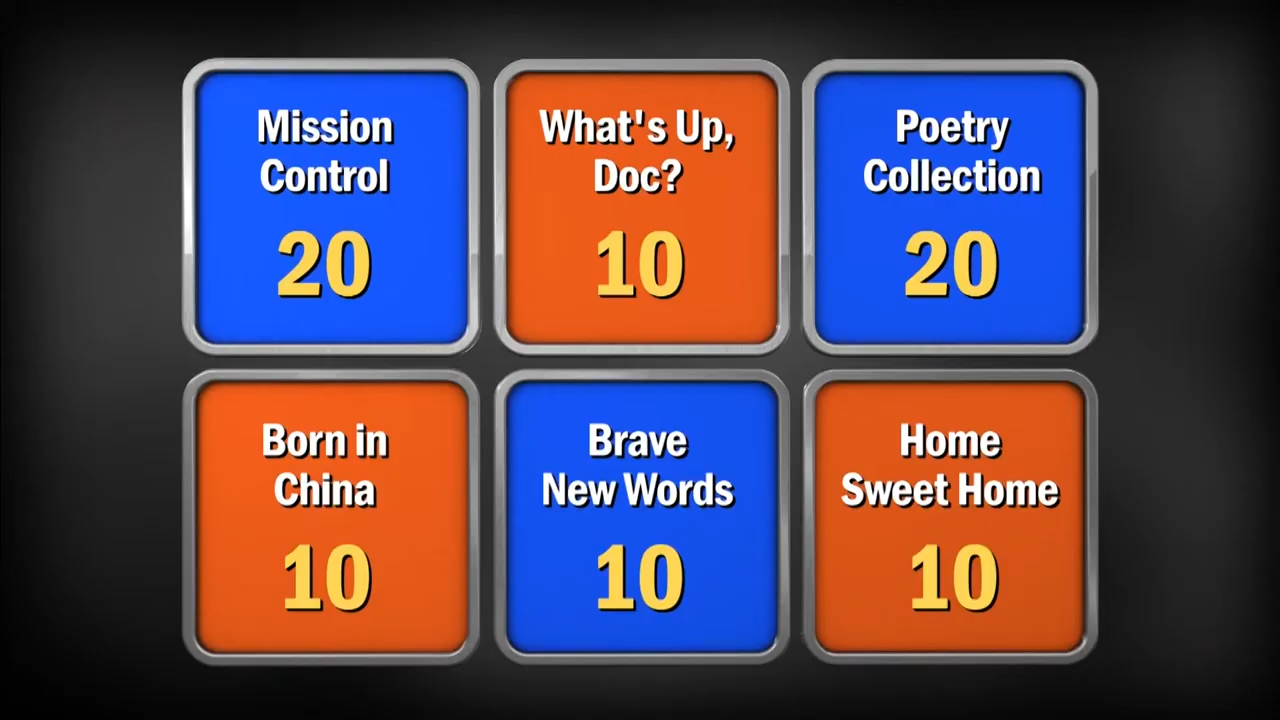 Mission
Control
20
What's Up,
Doc?
10
Poetry
Collection
20
Born in
China
10
Brave
New Words
10
Home
Sweet Home
10